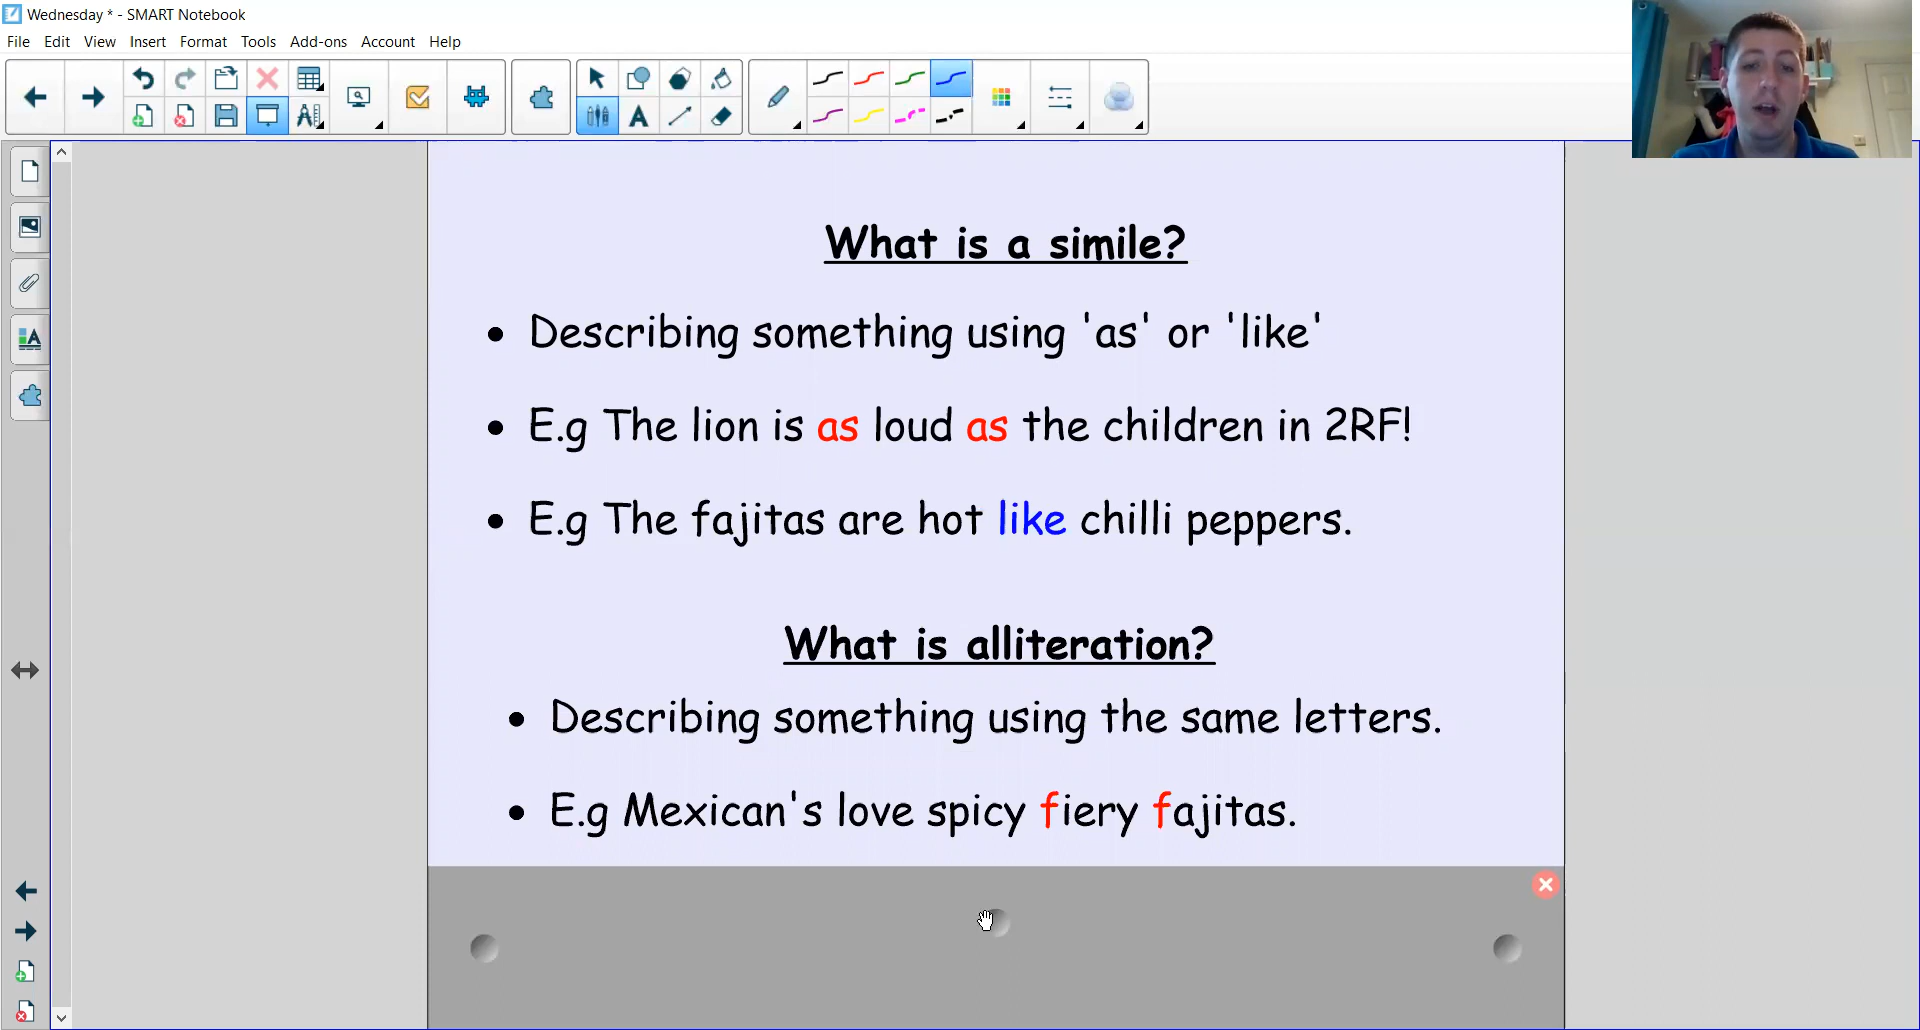 Wednesday * - SMART Notebook
File Edit View Insert Format Tools Add-ons Account Help
What is a simile?
• Describing something using 'as' or 'like'
• E.g The lion is as loud as the children in 2RF!
• E.g The fajitas are hot like chilli peppers.
What is alliteration?
• Describing something using the same letters.
• E.g Mexican's love spicy fiery fajitas.